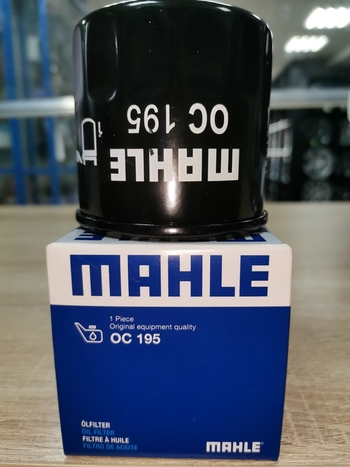 OC 195
MAHLE
MAHLE
1 Piece
Original equipment quality
OC 195
ÖLFILTER
OIL FILTER
FILTRE À HUILE
FILTRO DE ACEITE
MAHLE